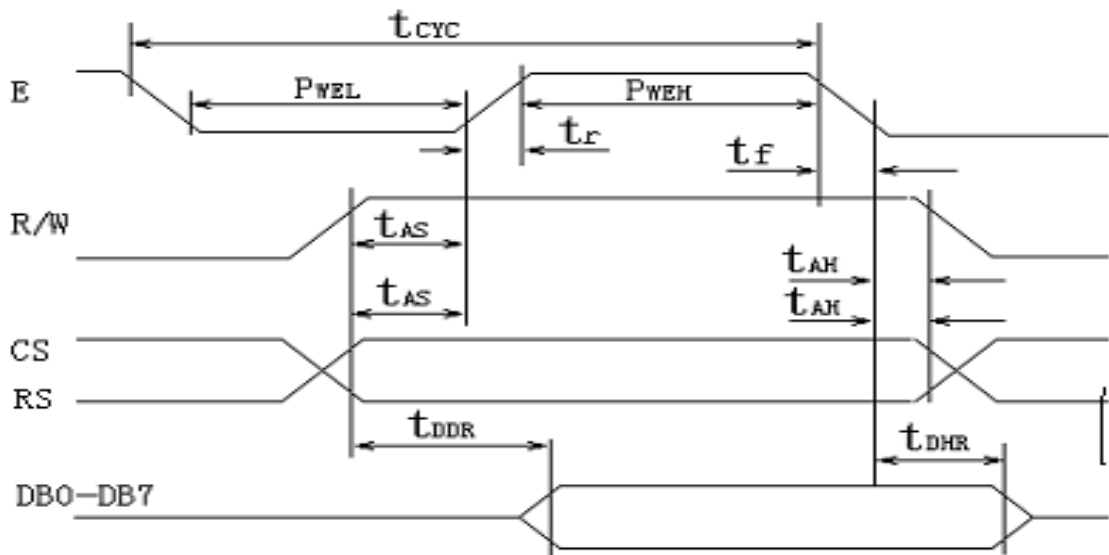 tCYC
E
PWEL
PWEH
tr
tf
R/W
tAS
tAH
tAS
tAH
CS
RS
tDDR
tDHR
DB0-DB7